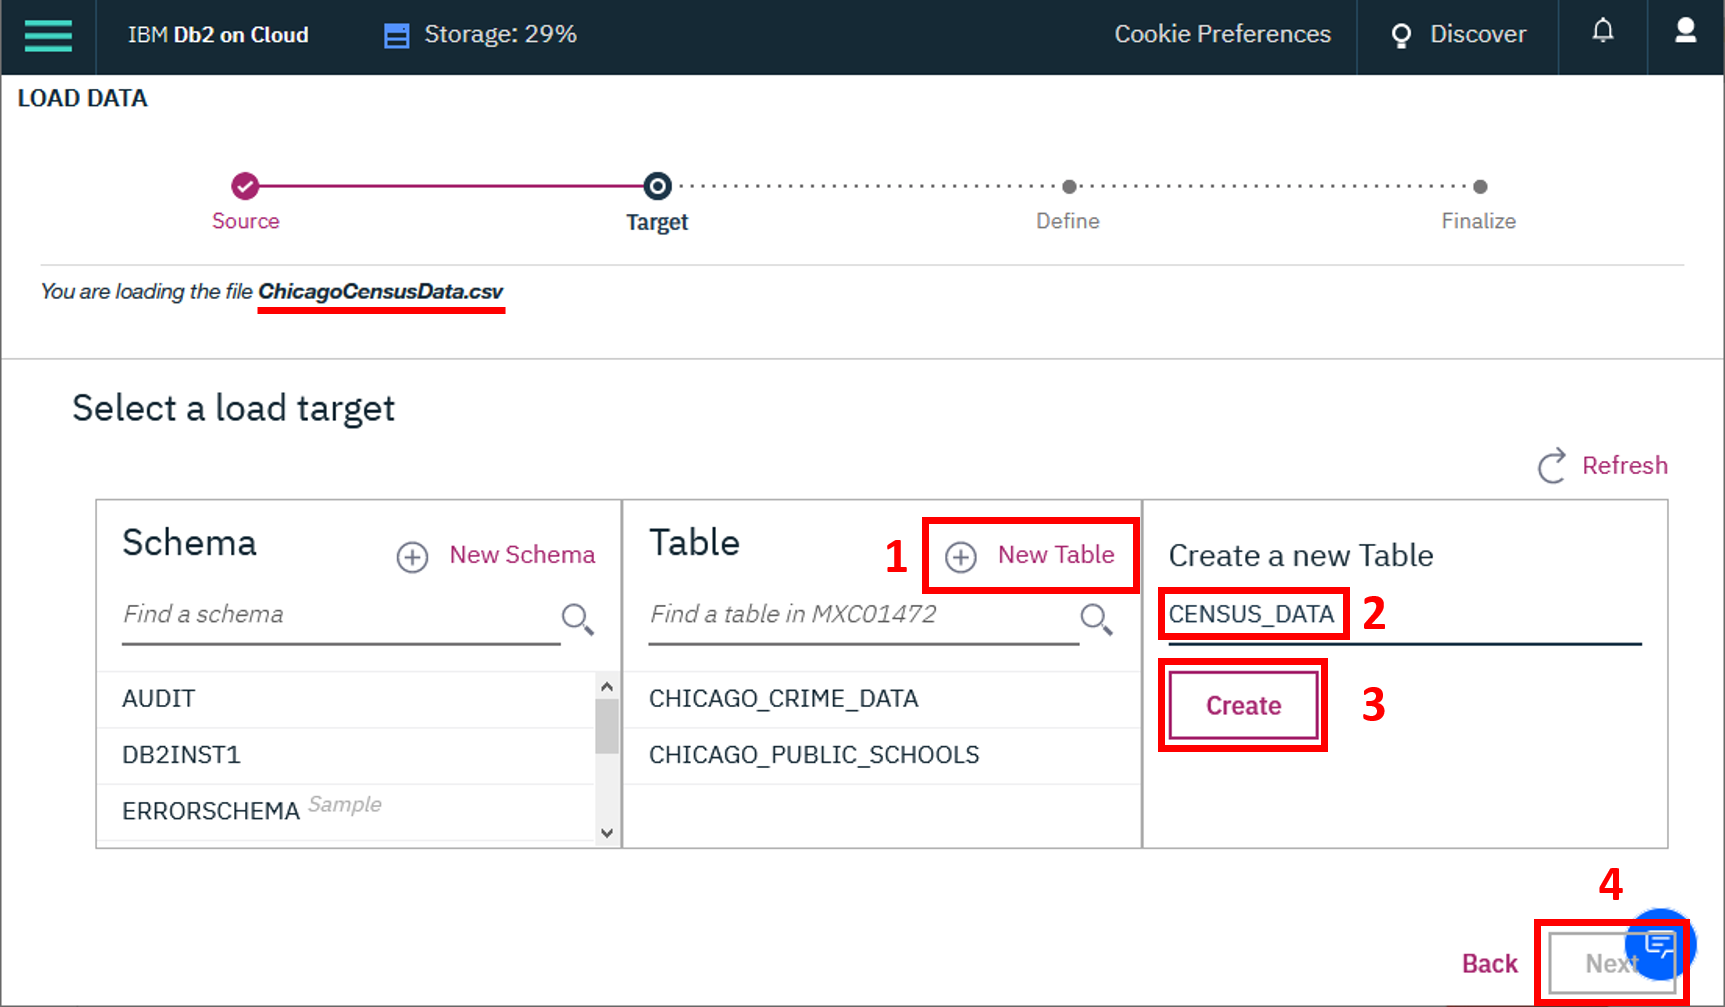 IBM Db2 on Cloud Storage: 29% Cookie Preferences Discover
LOAD DATA
Source Target Define Finalize
You are loading the file ChicagoCensusData.csv
Select a load target
Refresh
Schema New Schema
Find a schema
AUDIT
DB2INST1
ERRORSCHEMA Sample
Table 1 New Table
Find a table in MXC01472
CHICAGO_CRIME_DATA
CHICAGO_PUBLIC_SCHOOLS
Create a new Table
CENSUS_DATA 2
Create 3
4
Back Next